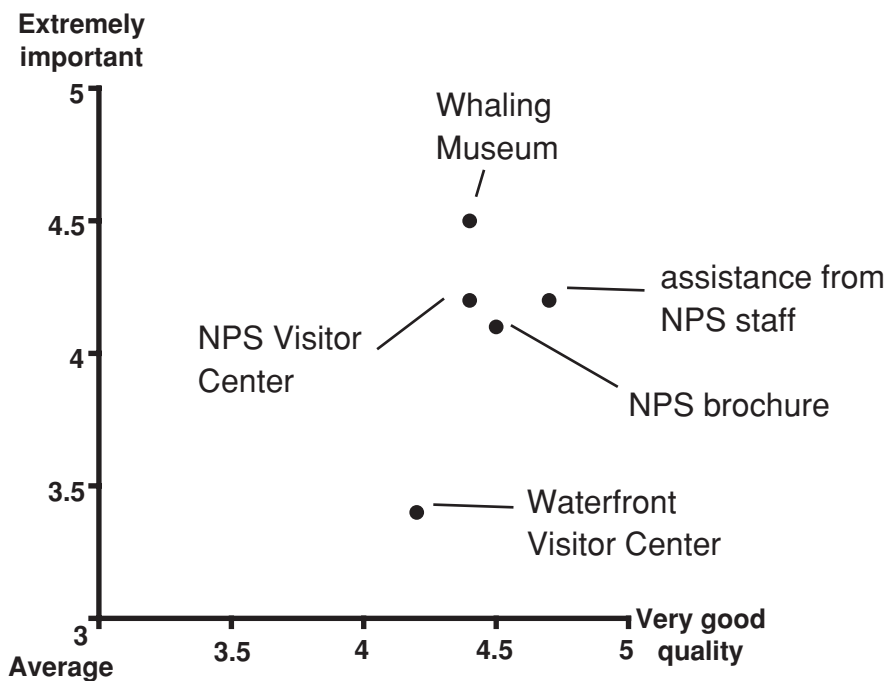 Extremely
important
5
Whaling
Museum
4.5
assistance from
NPS staff
NPS Visitor
Center
4
NPS brochure
3.5
Waterfront
Visitor Center
3
Average
3.5
4
4.5
5
Very good
quality